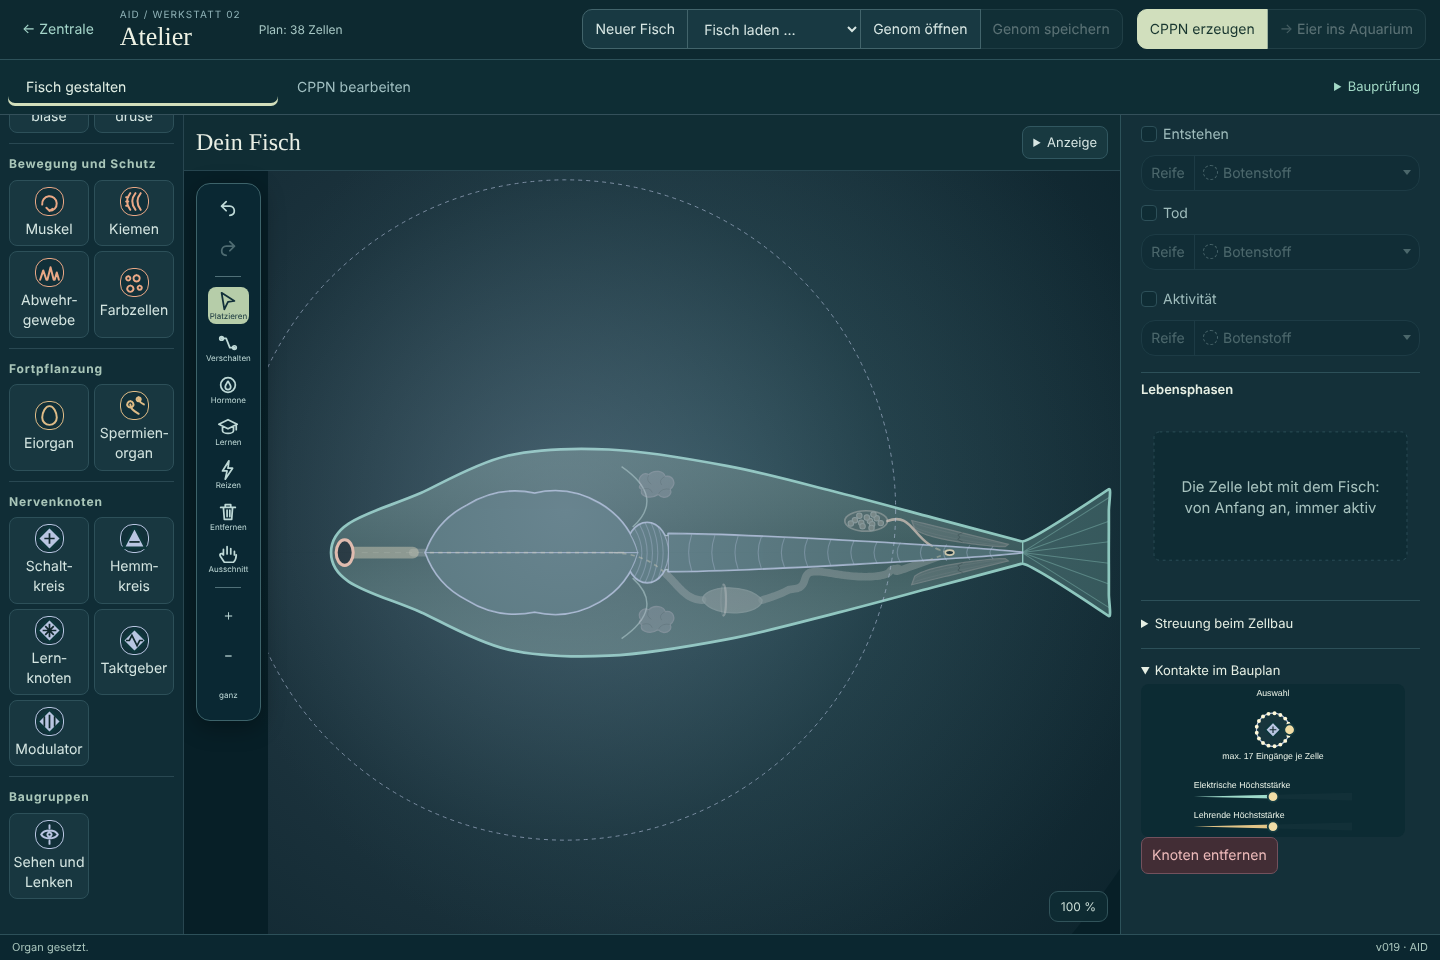 ← Zentrale
AID / WERKSTATT 02
Atelier
Plan: 38 Zellen
Neuer Fisch
Fisch laden ...
Genom öffnen
Genom speichern
CPPN erzeugen
→ Eier ins Aquarium
Fisch gestalten
CPPN bearbeiten
Bauprüfung
blase
drüse
Bewegung und Schutz
Muskel
Kiemen
Abwehr-
gewebe
Farbzellen
Fortpflanzung
Eiorgan
Spermien-
organ
Nervenknoten
Schalt-
kreis
Hemm-
kreis
Lern-
knoten
Taktgeber
Modulator
Baugruppen
Sehen und
Lenken
Dein Fisch
Anzeige
Platzieren
Verschalten
Hormone
Lernen
Reizen
Entfernen
Ausschnitt
+
−
ganz
100 %
Entstehen
Reife
Botenstoff
Tod
Reife
Botenstoff
Aktivität
Reife
Botenstoff
Lebensphasen
Die Zelle lebt mit dem Fisch:
von Anfang an, immer aktiv
Streuung beim Zellbau
Kontakte im Bauplan
Auswahl
max. 17 Eingänge je Zelle
Elektrische Höchststärke
Lehrende Höchststärke
Knoten entfernen
Organ gesetzt.
v019 · AID